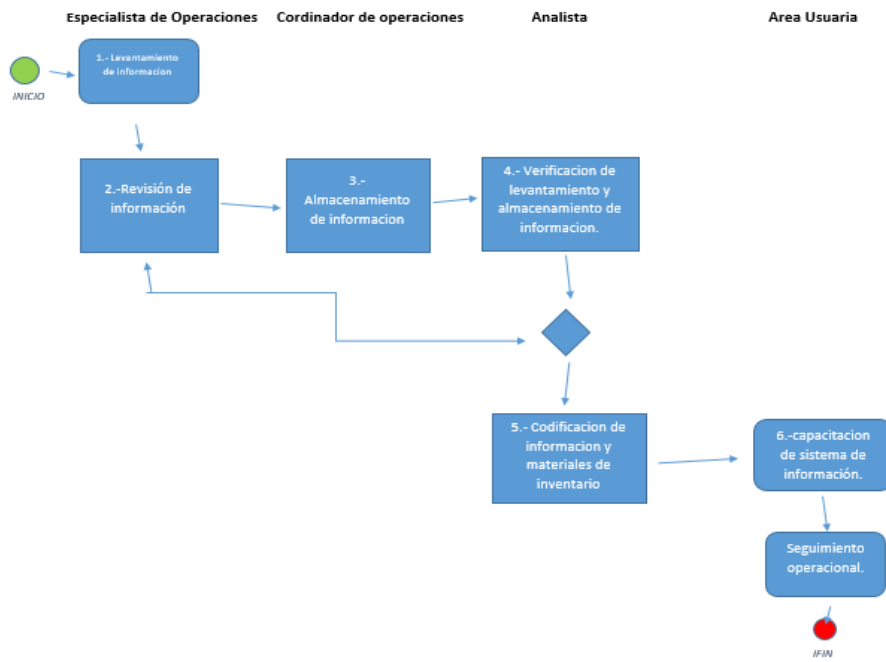 Especialista de Operaciones
Cordinador de operaciones
Analista
Area Usuaria
1.- Levantamiento
de informacion
INICIO
2.-Revisión de
información
3.-
Almacenamiento
de informacion
4.- Verificacion de
levantamiento y
almacenamiento de
informacion.
5.- Codificacion de
informacion y
materiales de
inventario
6.-capacitacion
de sistema de
información.
Seguimiento
operacional.
IFIN